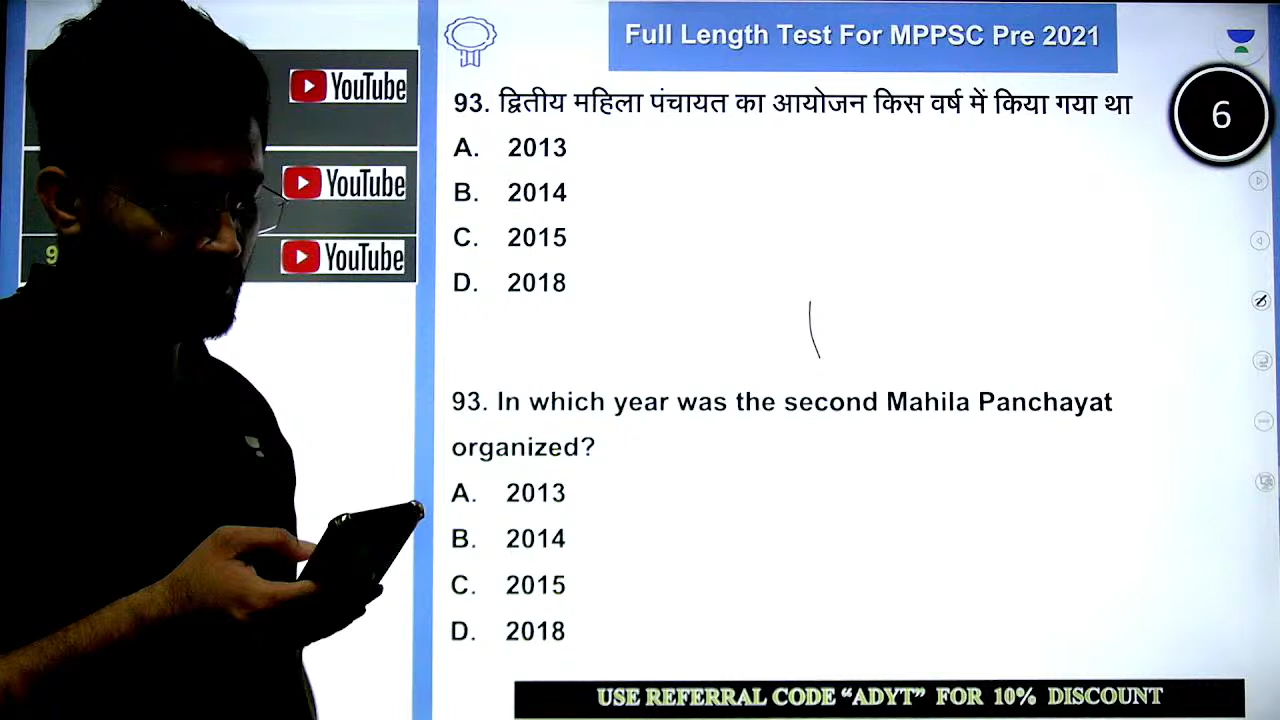 Full Length Test For MPPSC Pre 2021
YouTube
YouTube
9
YouTube
93. द्वितीय महिला पंचायत का आयोजन किस वर्ष में किया गया था
6
A. 2013
B. 2014
C. 2015
D. 2018
93. In which year was the second Mahila Panchayat
organized?
A. 2013
B. 2014
C. 2015
D. 2018
USE REFERRAL CODE “ADYT” FOR 10% DISCOUNT